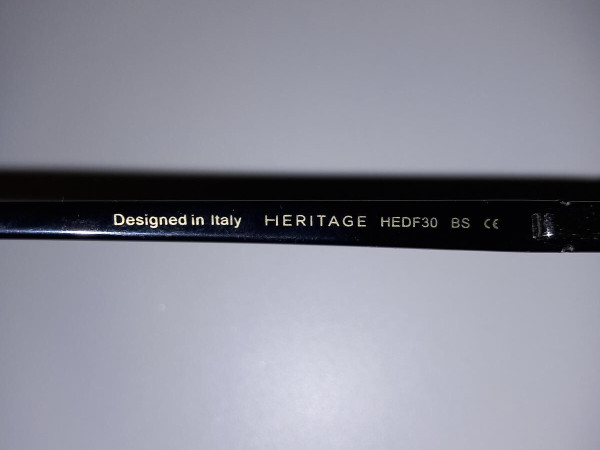 Designed in Italy HERITAGE HEDF30 BS CE